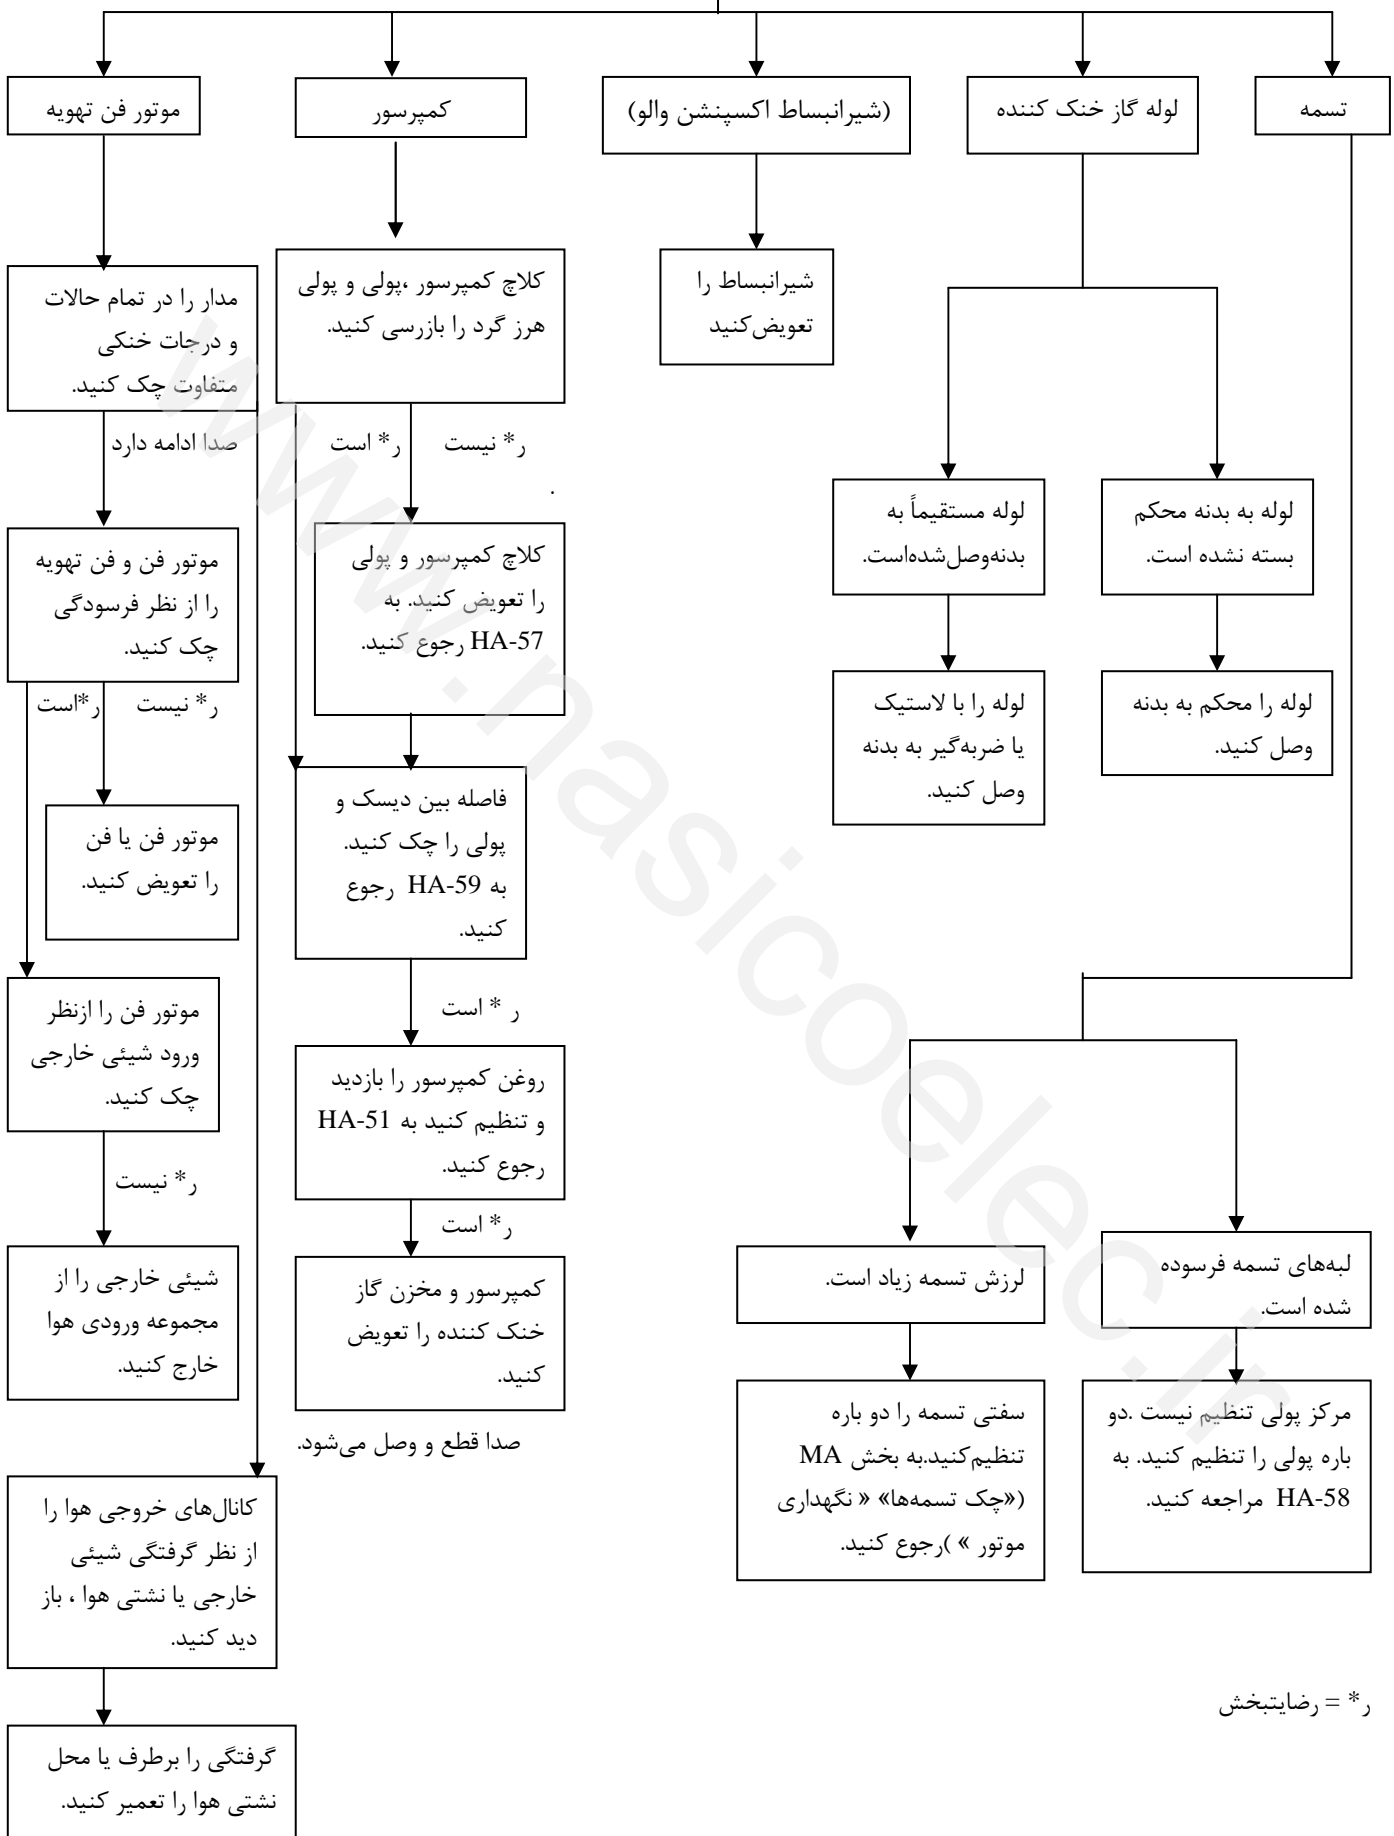 تسمه
لوله گاز خنک کننده
(شیرانبساط اکسپنشن والو)
کمپرسور
موتور فن تهویه
شیرانبساط را
تعویض‌کنید
کلاچ کمپرسور ،پولی و پولی
هرز گرد را بازرسی کنید.
مدار را در تمام حالات
و درجات خنکی
متفاوت چک کنید.
ر* نیست
ر* است
صدا ادامه دارد
.
لوله به بدنه محکم
بسته نشده است.
لوله مستقیماً به
بدنه‌وصل‌شده‌است.
کلاچ کمپرسور و پولی
را تعویض کنید. به
HA-57 رجوع کنید.
موتور فن و فن تهویه
را از نظر فرسودگی
چک کنید.
لوله را محکم به بدنه
وصل کنید.
لوله را با لاستیک
یا ضربه‌گیر به بدنه
وصل کنید.
ر* نیست
ر*است
فاصله بین دیسک و
پولی را چک کنید.
به HA-59 رجوع
کنید.
موتور فن یا فن
را تعویض کنید.
ر * است
موتور فن را ازنظر
ورود شیئی خارجی
چک کنید.
روغن کمپرسور را بازدید
و تنظیم کنید به HA-51
رجوع کنید.
ر* نیست
ر* است
لبه‌های تسمه فرسوده
شده است.
لرزش تسمه زیاد است.
کمپرسور و مخزن گاز
خنک کننده را تعویض
کنید.
شیئی خارجی را از
مجموعه ورودی هوا
خارج کنید.
مرکز پولی تنظیم نیست .دو
باره پولی را تنظیم کنید. به
HA-58 مراجعه کنید.
سفتی تسمه را دو باره
تنظیم‌کنید.به بخش MA
(«چک تسمه‌ها» « نگهداری
موتور » )رجوع کنید.
صدا قطع و وصل می‌شود.
کانال‌های خروجی هوا را
از نظر گرفتگی شیئی
خارجی یا نشتی هوا ، باز
دید کنید.
ر* = رضایتبخش
گرفتگی را برطرف یا محل
نشتی هوا را تعمیر کنید.
www.nasicoelec.ir